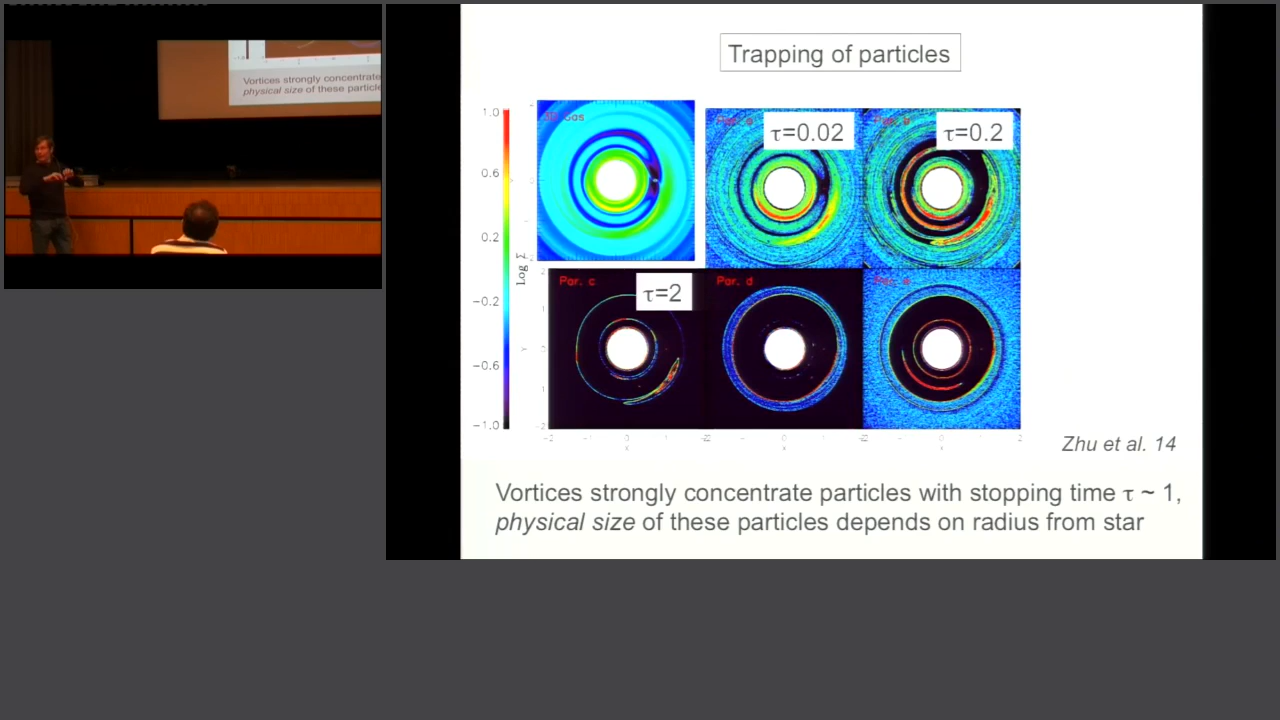 Vortices strongly concentrate
physical size of these particle
Trapping of particles
1.0
0.6
0.2
−0.2
−0.6
−1.0
Log Σ
τ=0.02
τ=0.2
Par. c
τ=2
Par. d
Zhu et al. 14
Vortices strongly concentrate particles with stopping time τ ~ 1,
physical size of these particles depends on radius from star